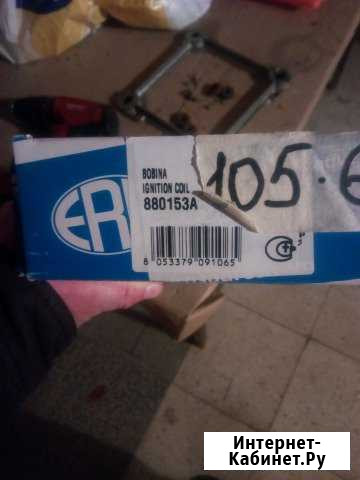 BOBINA
IGNITION COIL
880153A
105.6
ER
8 053379 091065
Интернет-
Кабинет.Ру